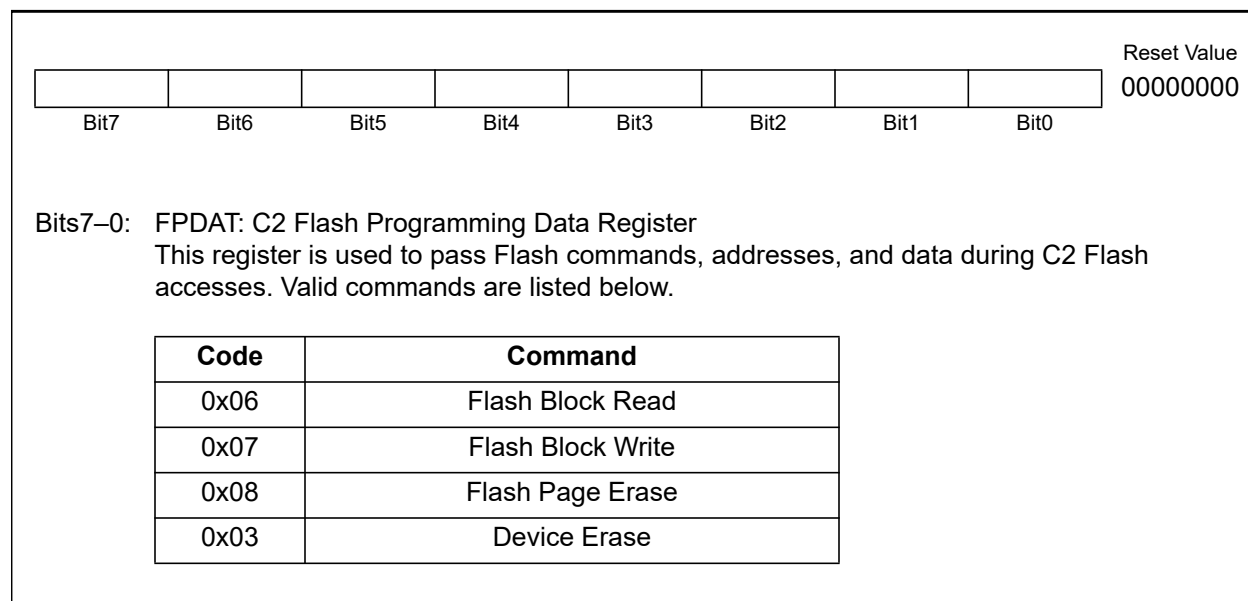 Reset Value
00000000
Bit7 Bit6 Bit5 Bit4 Bit3 Bit2 Bit1 Bit0
Bits7–0: FPDAT: C2 Flash Programming Data Register
This register is used to pass Flash commands, addresses, and data during C2 Flash
accesses. Valid commands are listed below.
Code Command
0x06 Flash Block Read
0x07 Flash Block Write
0x08 Flash Page Erase
0x03 Device Erase